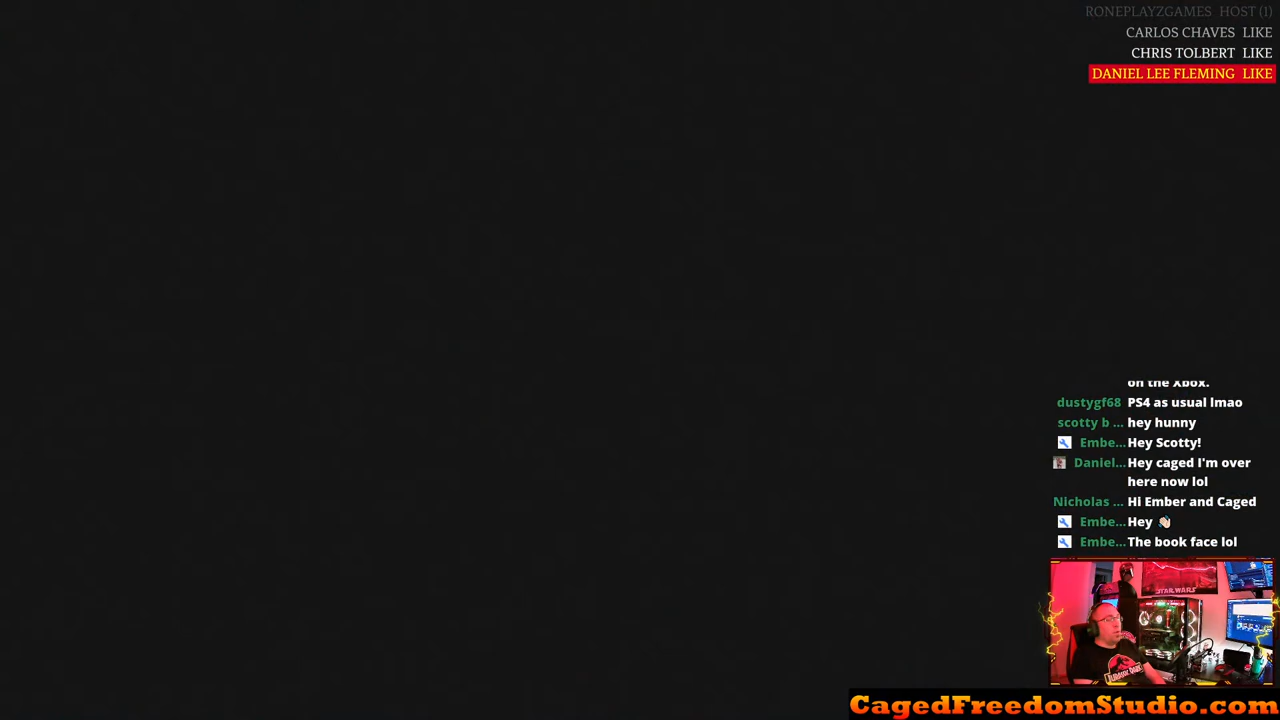 RONEPLAYZGAMES HOST (1)
CARLOS CHAVES LIKE
CHRIS TOLBERT LIKE
DANIEL LEE FLEMING LIKE
on the Xbox.
dustygf68 PS4 as usual lmao
scotty b ... hey hunny
Embe... Hey Scotty!
Daniel... Hey caged I'm over
here now lol
Nicholas ... Hi Ember and Caged
Embe... Hey 👋🏻
Embe... The book face lol
STAR WARS
CagedFreedomStudio.com